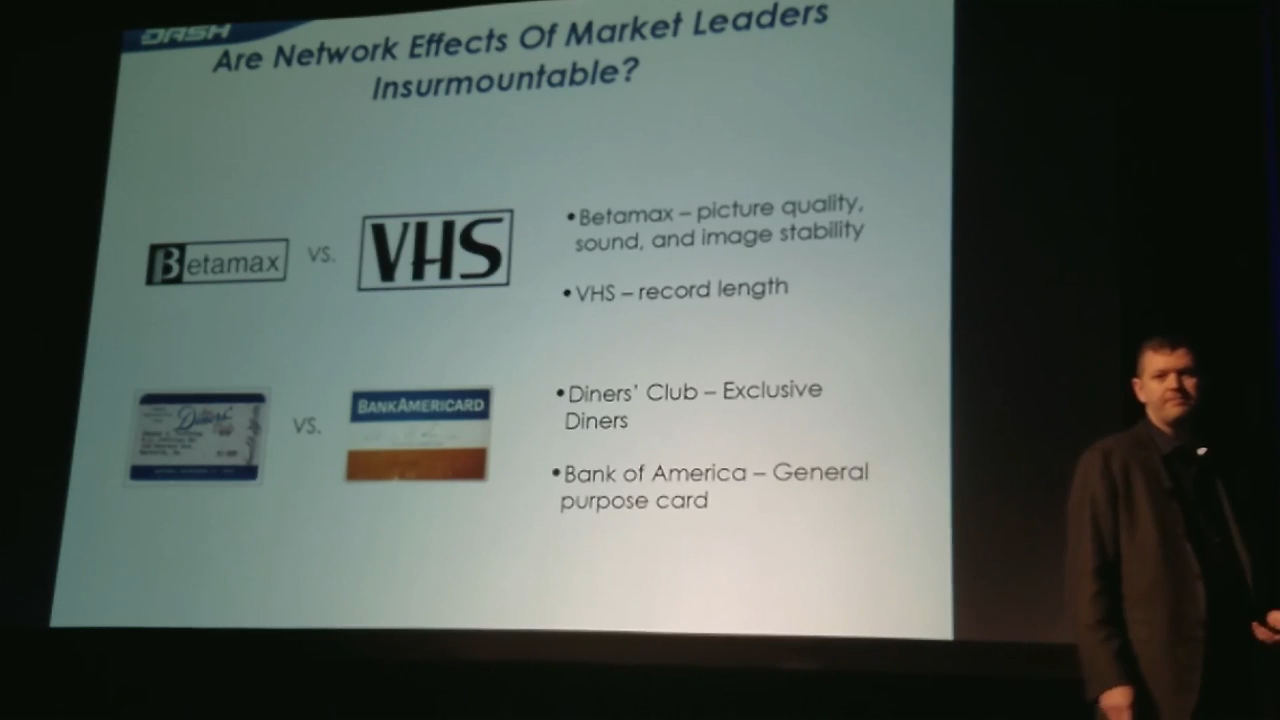 DASH
Are Network Effects Of Market Leaders
Insurmountable?
Betamax
vs.
VHS
•Betamax – picture quality,
sound, and image stability
•VHS – record length
Diners'
vs.
BANKAMERICARD
•Diners' Club – Exclusive
Diners
•Bank of America – General
purpose card